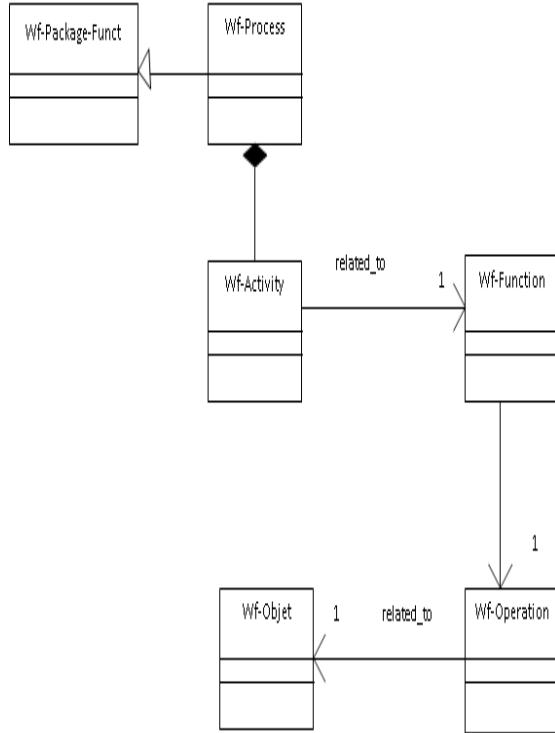 Wf-Package-Funct
Wf-Process
related_to
Wf-Activity
1
Wf-Function
1
Wf-Objet
1
related_to
Wf-Operation